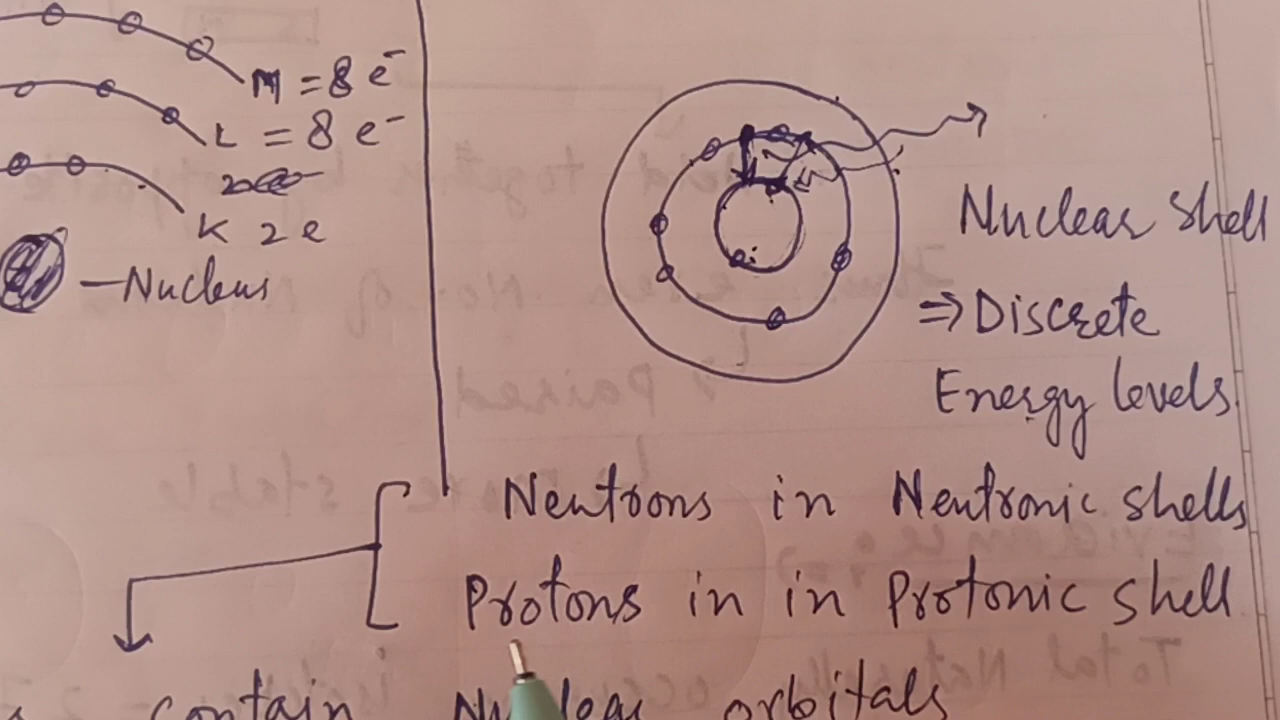 M = 8 e⁻
L = 8 e⁻
K 2 e
Nucleus
Nuclear shell
⇒ Discrete
Energy levels.
Neutrons in Neutronic shells
Protons in in Protonic shell
contain Nuclear orbitals